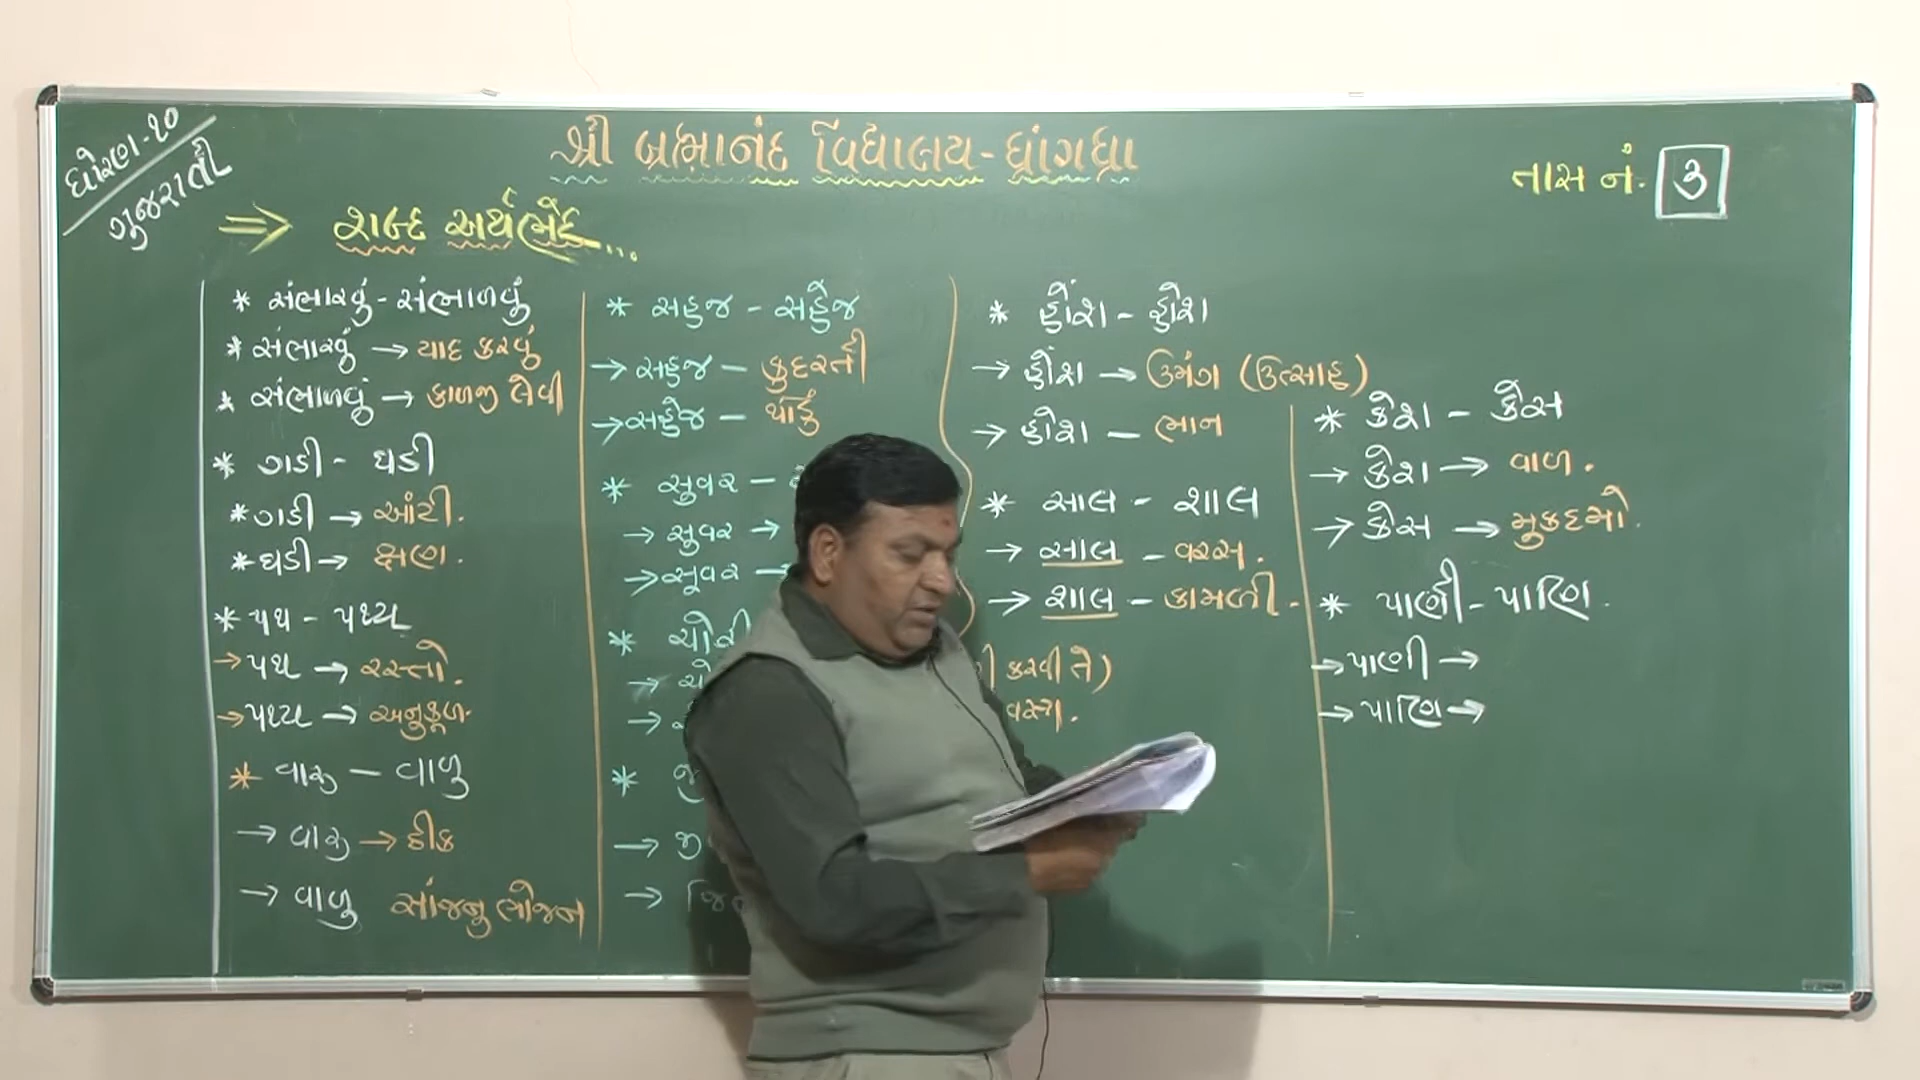 ધોરણ-૧૦
ગુજરાતી
શ્રી બ્રહ્માનંદ વિદ્યાલય - ધ્રાંગધ્રા
તાસ નં. ૩
⇒ શબ્દ અર્થભેદ...
* સંભારવું - સંભાળવું
* સંભારવું → યાદ કરવું
* સંભાળવું → કાળજી લેવી
* ગડી - ઘડી
* ગડી → આંટી.
* ઘડી → ક્ષણ.
* પથ - પથ્ય
→ પથ → રસ્તો.
→ પથ્ય → અનુકૂળ.
* વારુ - વાળુ
→ વારુ → ઠીક
→ વાળુ સાંજનુ ભોજન
* સહજ - સહેજ
→ સહજ - કુદરતી
→ સહેજ - થોડું
* સુવર -
→ સુવર →
→ સૂવર →
*
→
→
*
→
→
* હોંશ - હોશ
→ હોંશ → ઉમંગ (ઉત્સાહ)
→ હોશ - ભાન
* સાલ - શાલ
→ સાલ - વરસ.
→ શાલ - કામળી.
કરવી તે)
વસ્ત્ર.
* કેશ - કેસ
→ કેશ → વાળ.
→ કેસ → મુકદમો.
* પાણી - પાણિ.
→ પાણી →
→ પાણિ →